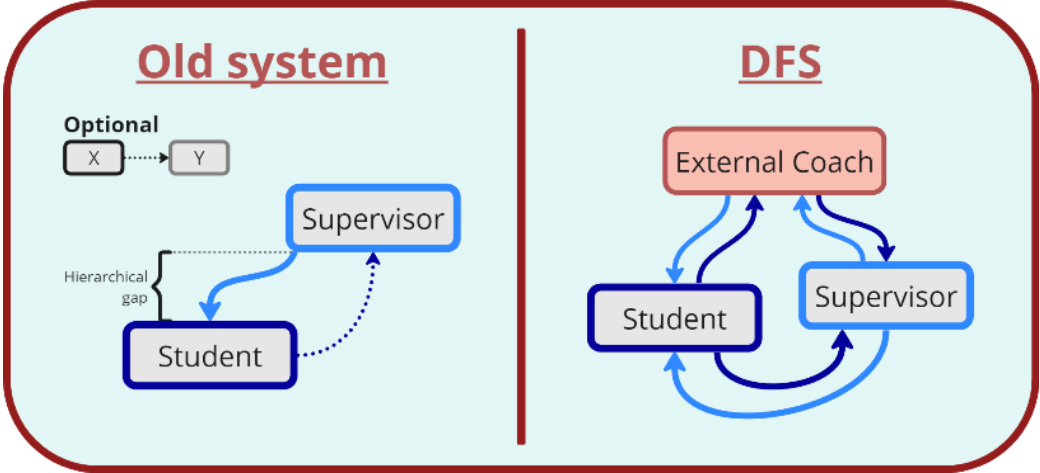 Old system
Optional
X
Y
Supervisor
Hierarchical
gap
Student
DFS
External Coach
Supervisor
Student